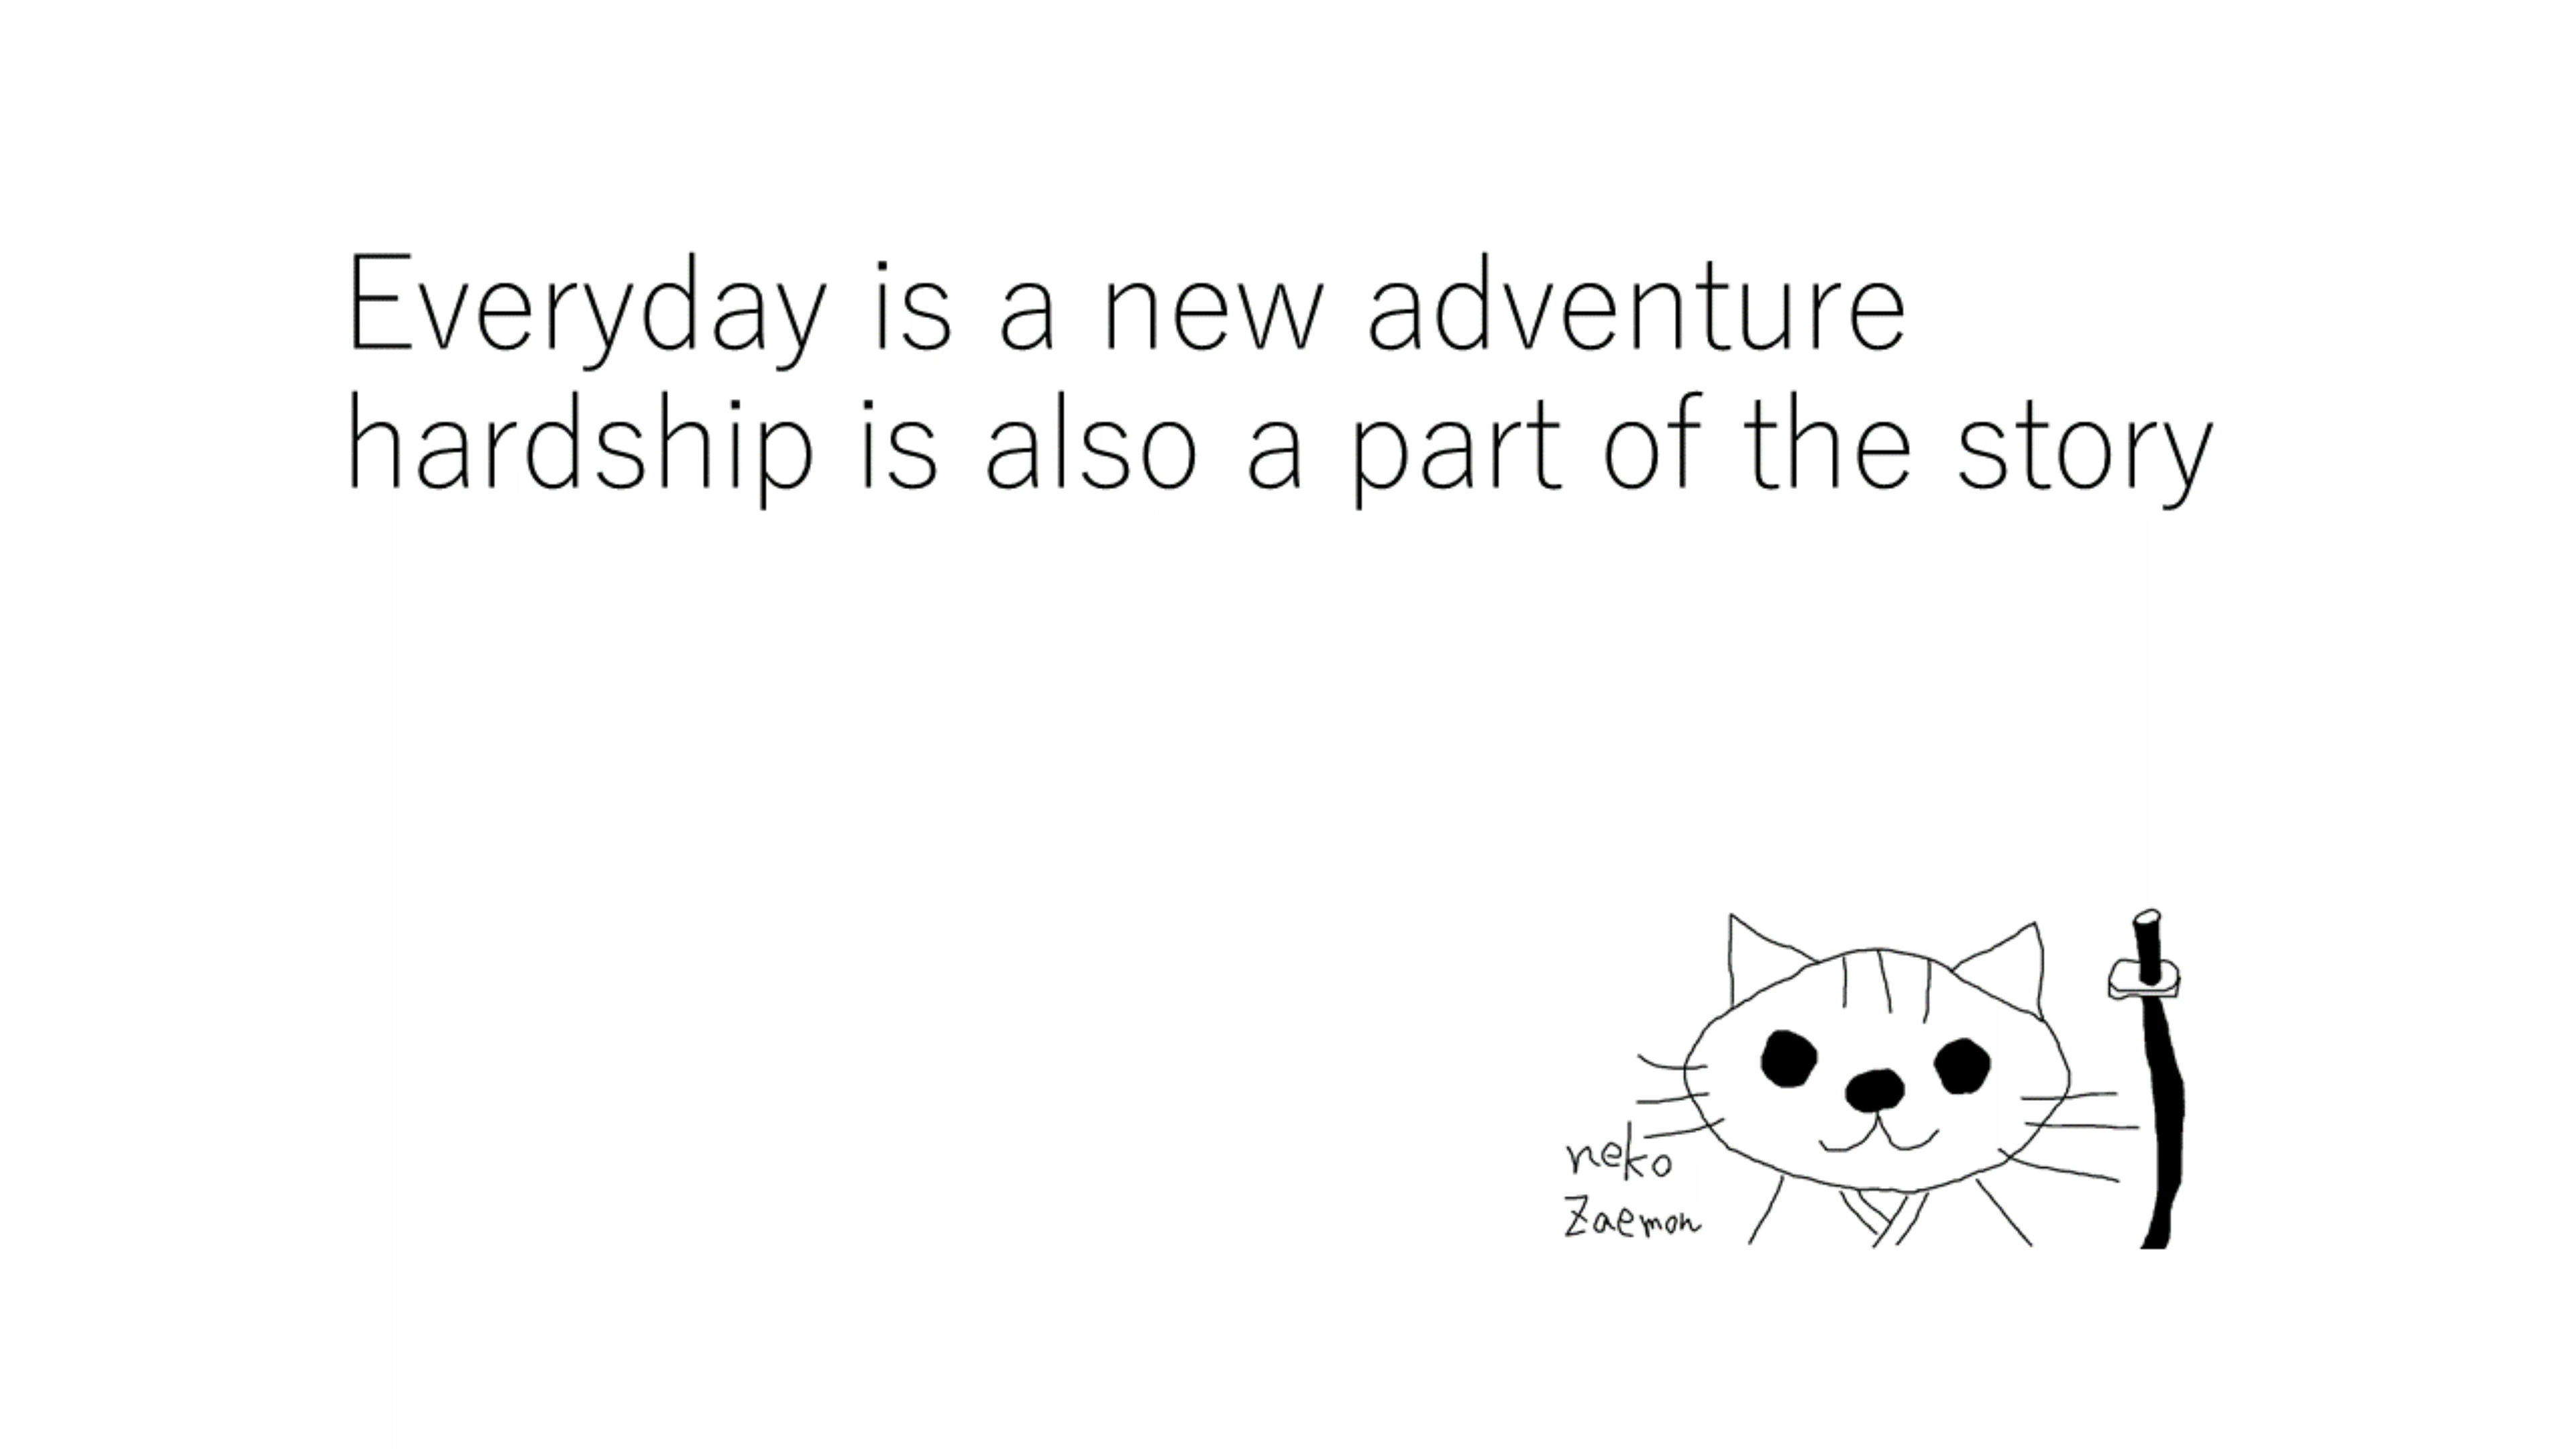 Everyday is a new adventure
hardship is also a part of the story
neko
Zaemon